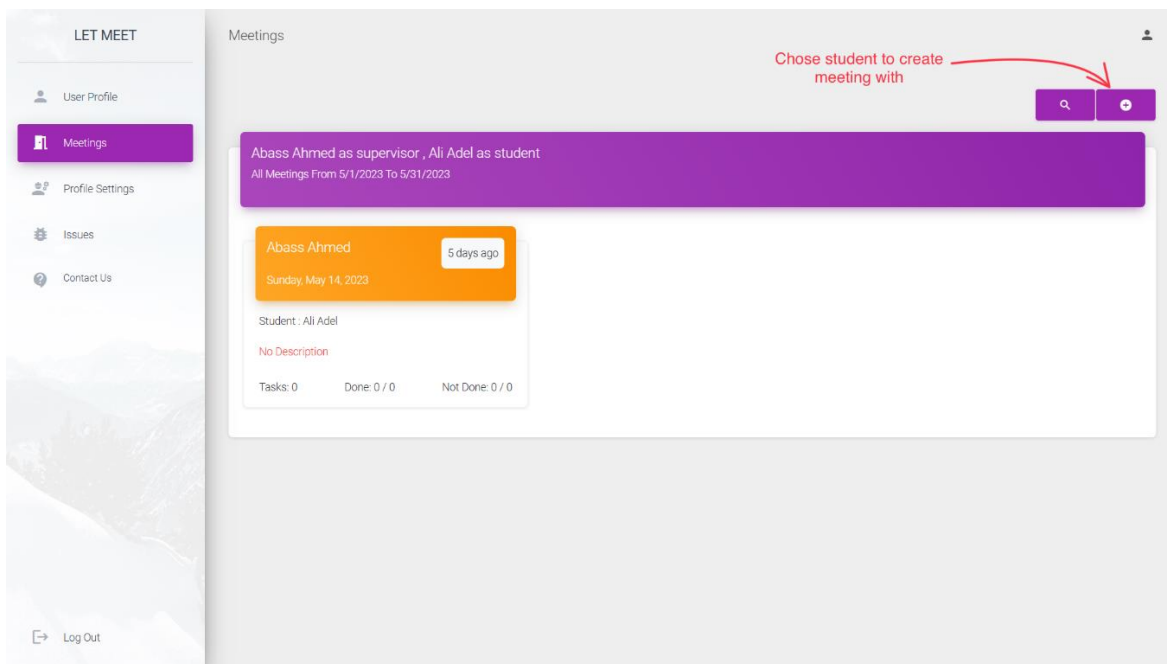 LET MEET
User Profile
Meetings
Profile Settings
Issues
Contact Us
Log Out
Meetings
Chose student to create
meeting with
Abass Ahmed as supervisor , Ali Adel as student
All Meetings From 5/1/2023 To 5/31/2023
Abass Ahmed
5 days ago
Sunday, May 14, 2023
Student : Ali Adel
No Description
Tasks: 0 Done: 0 / 0 Not Done: 0 / 0